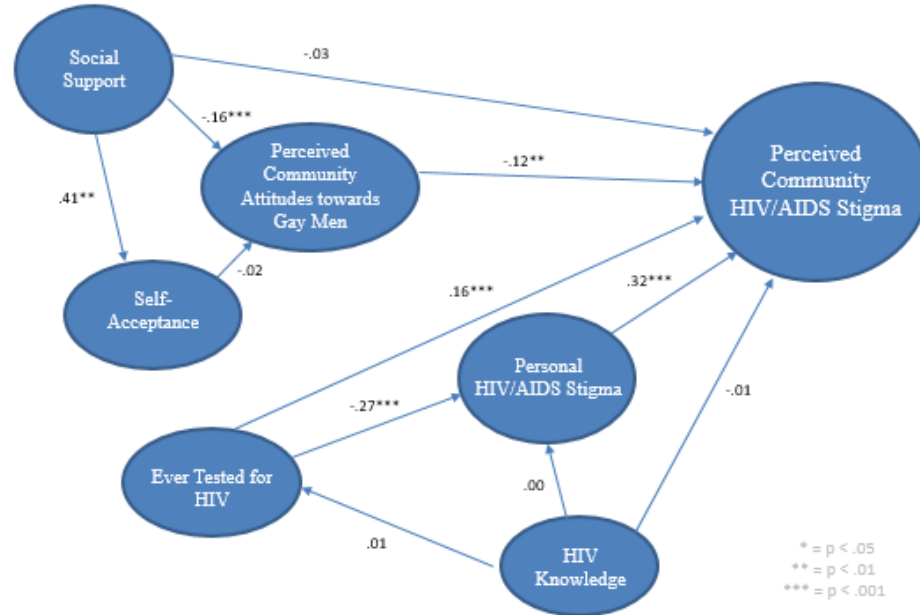 Social
Support
-.03
-.16***
Perceived
Community
Attitudes towards
Gay Men
-.12**
Perceived
Community
HIV/AIDS Stigma
.41**
-.02
Self-
Acceptance
.16***
.32***
Personal
HIV/AIDS Stigma
-.27***
-.01
Ever Tested for
HIV
.00
.01
HIV
Knowledge
* = p < .05
** = p < .01
*** = p < .001